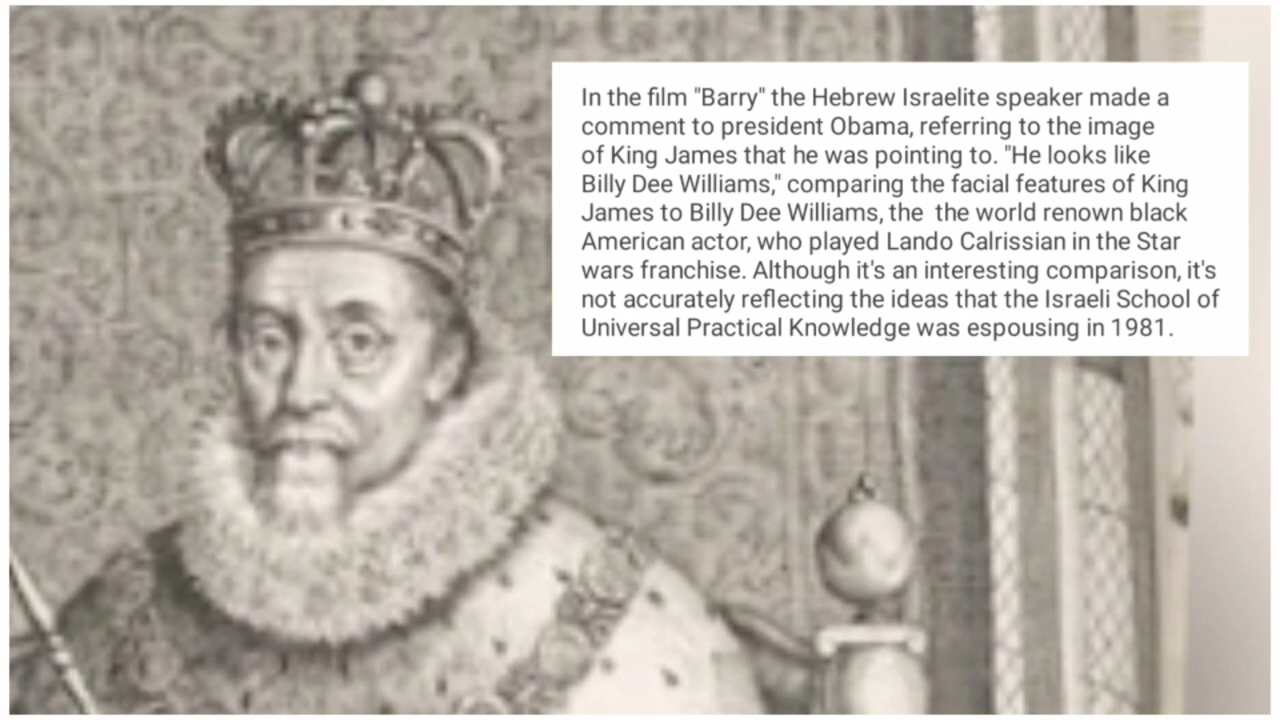 In the film "Barry" the Hebrew Israelite speaker made a
comment to president Obama, referring to the image
of King James that he was pointing to. "He looks like
Billy Dee Williams," comparing the facial features of King
James to Billy Dee Williams, the  the world renown black
American actor, who played Lando Calrissian in the Star
wars franchise. Although it's an interesting comparison, it's
not accurately reflecting the ideas that the Israeli School of
Universal Practical Knowledge was espousing in 1981.